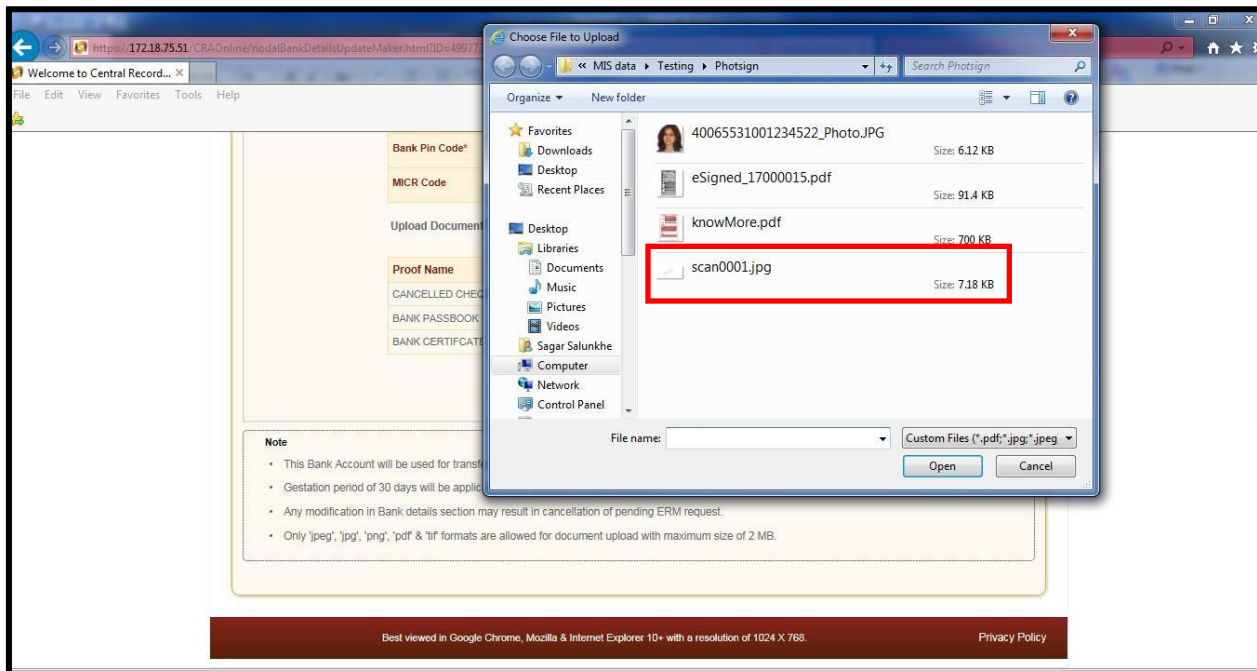 Choose File to Upload
https://172.18.75.51/CRAOnline/nodalBankDetailsUpdateMaker.html?ID=49977
« MIS data ▸ Testing ▸ Photsign
Search Photsign
Welcome to Central Record...
File Edit View Favorites Tools Help
Organize
New folder
Favorites
Downloads
Desktop
Recent Places
Desktop
Libraries
Documents
Music
Pictures
Videos
Sagar Salunkhe
Computer
Network
Control Panel
40065531001234522_Photo.JPG
Size: 6.12 KB
eSigned_17000015.pdf
Size: 91.4 KB
knowMore.pdf
Size: 700 KB
scan0001.jpg
Size: 7.18 KB
File name:
Custom Files (*.pdf;*.jpg;*.jpeg
Open
Cancel
Bank Pin Code*
MICR Code
Upload Document
Proof Name
CANCELLED CHEC
BANK PASSBOOK
BANK CERTIFCATE
Note
• This Bank Account will be used for transf
• Gestation period of 30 days will be applic
• Any modification in Bank details section may result in cancellation of pending ERM request.
• Only 'jpeg', 'jpg', 'png', 'pdf' & 'tif' formats are allowed for document upload with maximum size of 2 MB.
Best viewed in Google Chrome, Mozilla & Internet Explorer 10+ with a resolution of 1024 X 768.
Privacy Policy